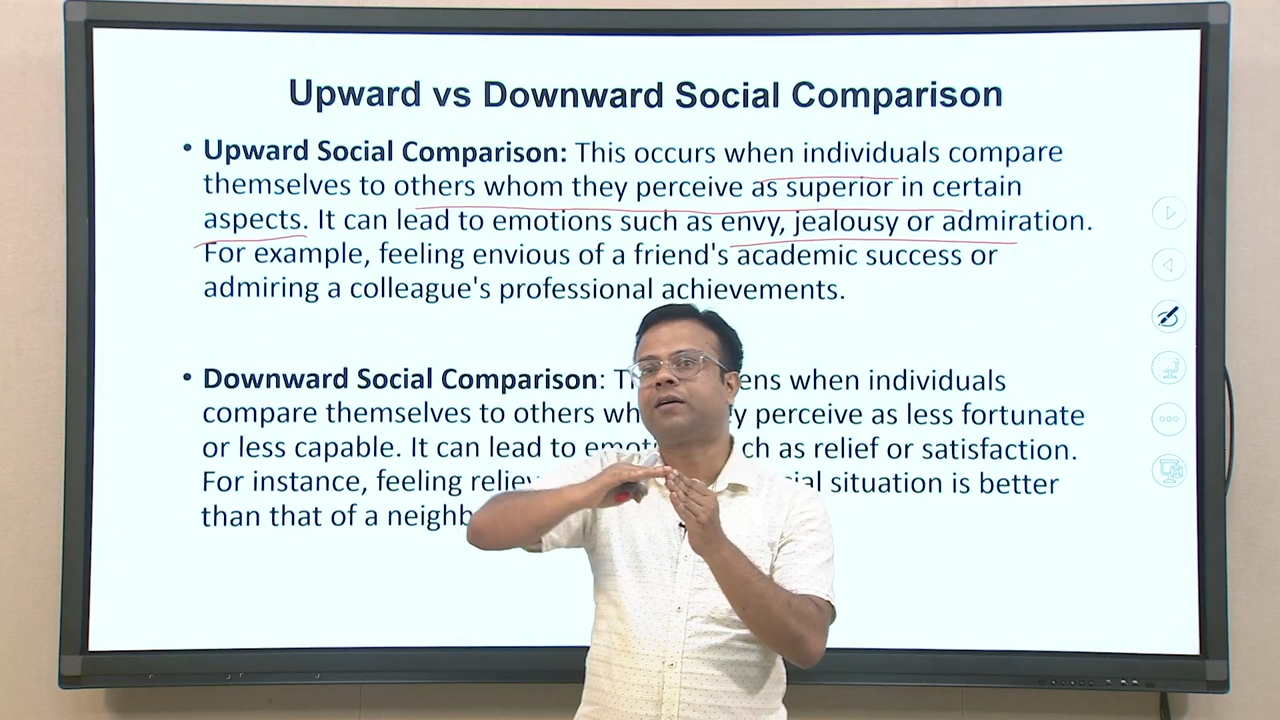 Upward vs Downward Social Comparison
• Upward Social Comparison: This occurs when individuals compare
themselves to others whom they perceive as superior in certain
aspects. It can lead to emotions such as envy, jealousy or admiration.
For example, feeling envious of a friend's academic success or
admiring a colleague's professional achievements.
• Downward Social Comparison: individuals
compare themselves to others perceive as less fortunate
or less capable. It can lead to as relief or satisfaction.
For instance, feeling situation is better
than that of a